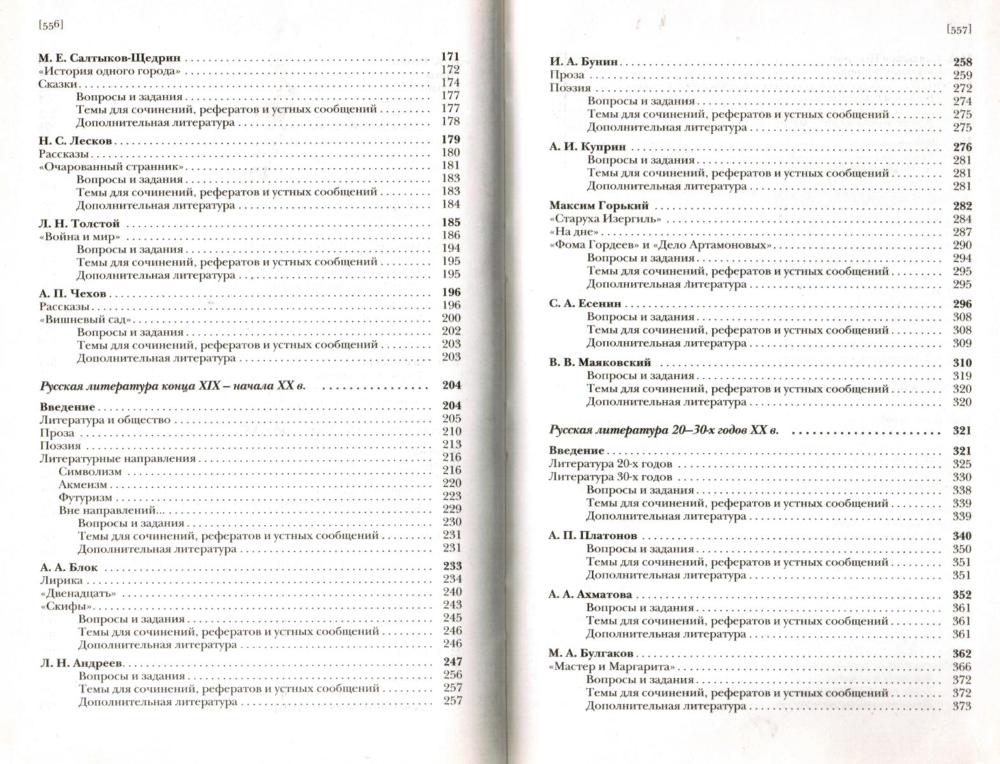 [556]
М. Е. Салтыков-Щедрин . . . . . . . . . . 171
«История одного города» . . . . . . . . . . 172
Сказки . . . . . . . . . . 174
Вопросы и задания . . . . . . . . . . 177
Темы для сочинений, рефератов и устных сообщений . . . . . . . . . 177
Дополнительная литература . . . . . . . . . . 178
Н. С. Лесков . . . . . . . . . . 179
Рассказы . . . . . . . . . . 180
«Очарованный странник» . . . . . . . . . . 181
Вопросы и задания . . . . . . . . . . 183
Темы для сочинений, рефератов и устных сообщений . . . . . . . . . 183
Дополнительная литература . . . . . . . . . . 184
Л. Н. Толстой . . . . . . . . . . 185
«Война и мир» . . . . . . . . . . 186
Вопросы и задания . . . . . . . . . . 194
Темы для сочинений, рефератов и устных сообщений . . . . . . . . . 195
Дополнительная литература . . . . . . . . . . 195
А. П. Чехов . . . . . . . . . . 196
Рассказы . . . . . . . . . . 196
«Вишневый сад» . . . . . . . . . . 200
Вопросы и задания . . . . . . . . . . 202
Темы для сочинений, рефератов и устных сообщений . . . . . . . . . 203
Дополнительная литература . . . . . . . . . . 203
Русская литература конца XIX – начала XX в. . . . . . . . . . . 204
Введение . . . . . . . . . . 204
Литература и общество . . . . . . . . . . 205
Проза . . . . . . . . . . 210
Поэзия . . . . . . . . . . 213
Литературные направления . . . . . . . . . . 216
Символизм . . . . . . . . . . 216
Акмеизм . . . . . . . . . . 220
Футуризм . . . . . . . . . . 223
Вне направлений... . . . . . . . . . . 229
Вопросы и задания . . . . . . . . . . 230
Темы для сочинений, рефератов и устных сообщений . . . . . . . . . 231
Дополнительная литература . . . . . . . . . . 231
А. А. Блок . . . . . . . . . . 233
Лирика . . . . . . . . . . 234
«Двенадцать» . . . . . . . . . . 240
«Скифы» . . . . . . . . . . 243
Вопросы и задания . . . . . . . . . . 245
Темы для сочинений, рефератов и устных сообщений . . . . . . . . . 246
Дополнительная литература . . . . . . . . . . 246
Л. Н. Андреев . . . . . . . . . . 247
Вопросы и задания . . . . . . . . . . 256
Темы для сочинений, рефератов и устных сообщений . . . . . . . . . 257
Дополнительная литература . . . . . . . . . . 257
[557]
И. А. Бунин . . . . . . . . . . 258
Проза . . . . . . . . . . 259
Поэзия . . . . . . . . . . 272
Вопросы и задания . . . . . . . . . . 274
Темы для сочинений, рефератов и устных сообщений . . . . . . . . . 275
Дополнительная литература . . . . . . . . . . 275
А. И. Куприн . . . . . . . . . . 276
Вопросы и задания . . . . . . . . . . 281
Темы для сочинений, рефератов и устных сообщений . . . . . . . . . 281
Дополнительная литература . . . . . . . . . . 281
Максим Горький . . . . . . . . . . 282
«Старуха Изергиль» . . . . . . . . . . 284
«На дне» . . . . . . . . . . 287
«Фома Гордеев» и «Дело Артамоновых» . . . . . . . . . . 290
Вопросы и задания . . . . . . . . . . 294
Темы для сочинений, рефератов и устных сообщений . . . . . . . . . 295
Дополнительная литература . . . . . . . . . . 295
С. А. Есенин . . . . . . . . . . 296
Вопросы и задания . . . . . . . . . . 308
Темы для сочинений, рефератов и устных сообщений . . . . . . . . . 308
Дополнительная литература . . . . . . . . . . 309
В. В. Маяковский . . . . . . . . . . 310
Вопросы и задания . . . . . . . . . . 319
Темы для сочинений, рефератов и устных сообщений . . . . . . . . . 320
Дополнительная литература . . . . . . . . . . 320
Русская литература 20–30-х годов XX в. . . . . . . . . . . 321
Введение . . . . . . . . . . 321
Литература 20-х годов . . . . . . . . . . 325
Литература 30-х годов . . . . . . . . . . 330
Вопросы и задания . . . . . . . . . . 338
Темы для сочинений, рефератов и устных сообщений . . . . . . . . . 339
Дополнительная литература . . . . . . . . . . 339
А. П. Платонов . . . . . . . . . . 340
Вопросы и задания . . . . . . . . . . 350
Темы для сочинений, рефератов и устных сообщений . . . . . . . . . 351
Дополнительная литература . . . . . . . . . . 351
А. А. Ахматова . . . . . . . . . . 352
Вопросы и задания . . . . . . . . . . 361
Темы для сочинений, рефератов и устных сообщений . . . . . . . . . 361
Дополнительная литература . . . . . . . . . . 361
М. А. Булгаков . . . . . . . . . . 362
«Мастер и Маргарита» . . . . . . . . . . 366
Вопросы и задания . . . . . . . . . . 372
Темы для сочинений, рефератов и устных сообщений . . . . . . . . . 372
Дополнительная литература . . . . . . . . . . 373